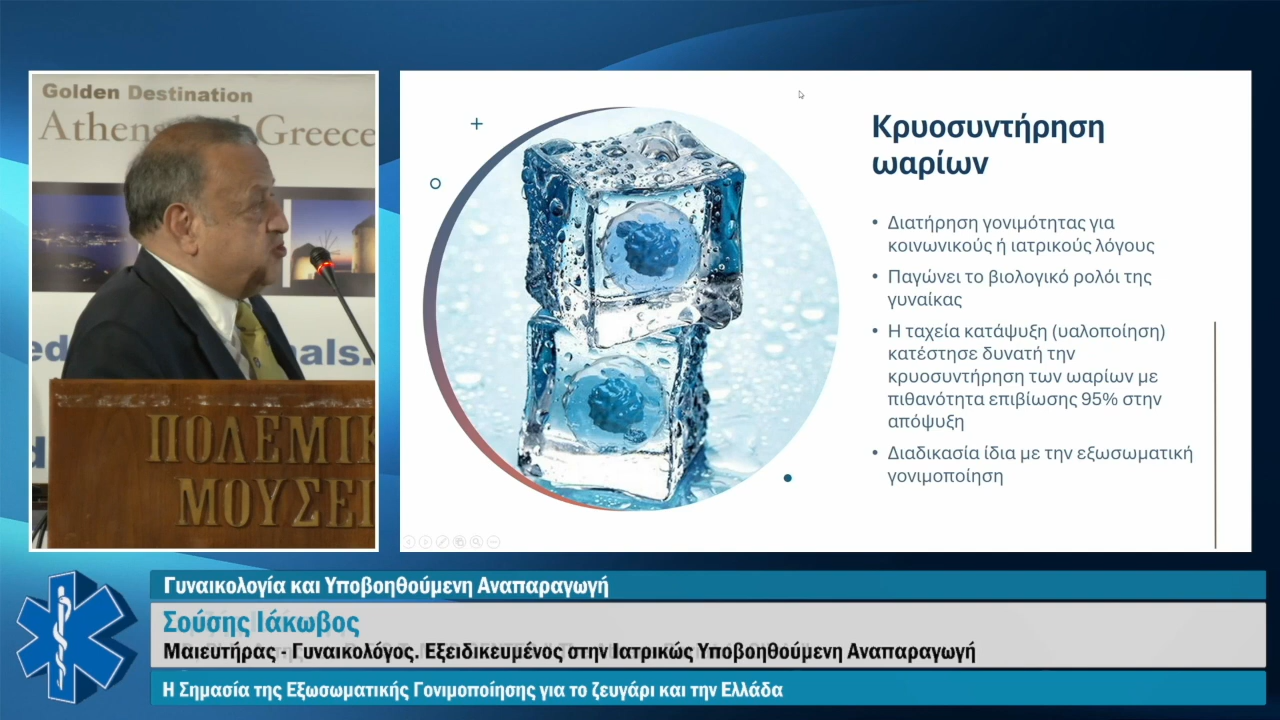 Golden Destination
Athens Greece
ed
nals.
d
ΠΟΛΕΜΙΚ
ΜΟΥΣΕΙ
Κρυοσυντήρηση
ωαρίων
• Διατήρηση γονιμότητας για
κοινωνικούς ή ιατρικούς λόγους
• Παγώνει το βιολογικό ρολόι της
γυναίκας
• Η ταχεία κατάψυξη (υαλοποίηση)
κατέστησε δυνατή την
κρυοσυντήρηση των ωαρίων με
πιθανότητα επιβίωσης 95% στην
απόψυξη
• Διαδικασία ίδια με την εξωσωματική
γονιμοποίηση
Γυναικολογία και Υποβοηθούμενη Αναπαραγωγή
Σούσης Ιάκωβος
Μαιευτήρας - Γυναικολόγος. Εξειδικευμένος στην Ιατρικώς Υποβοηθούμενη Αναπαραγωγή
Η Σημασία της Εξωσωματικής Γονιμοποίησης για το ζευγάρι και την Ελλάδα